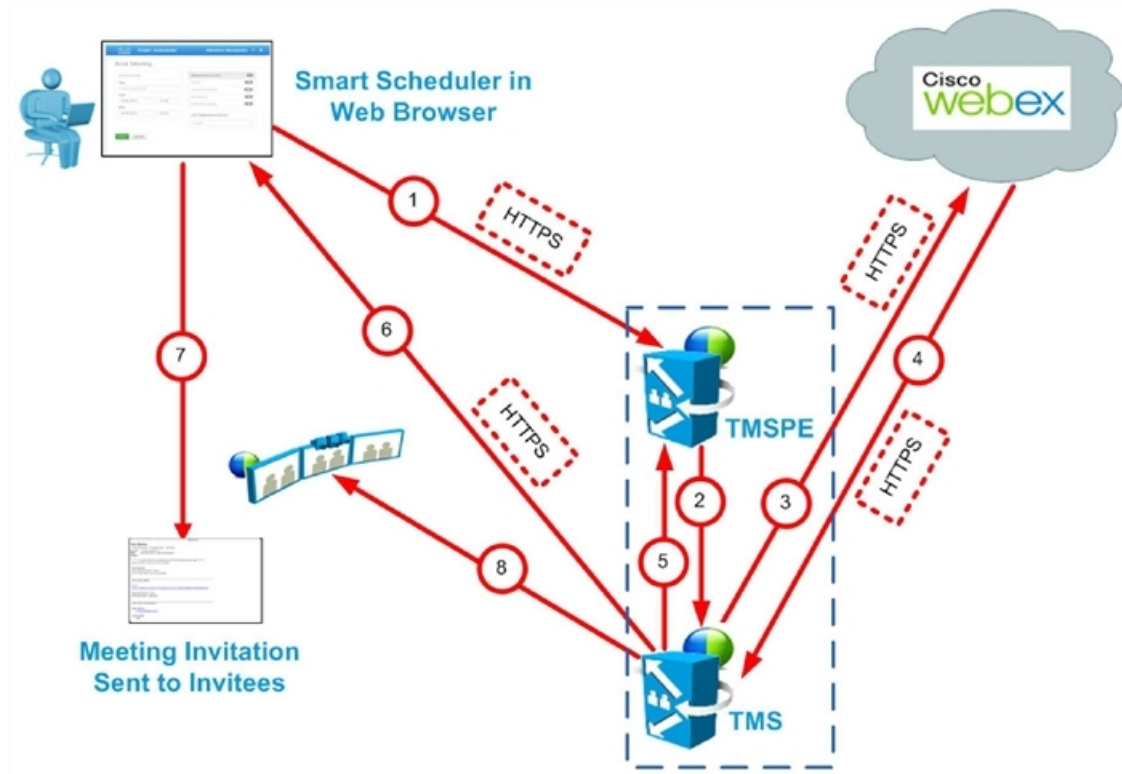 Smart Scheduler in
Web Browser
Cisco
webex
1
HTTPS
HTTPS
6
4
7
HTTPS
HTTPS
TMSPE
2
3
5
8
Meeting Invitation
Sent to Invitees
TMS